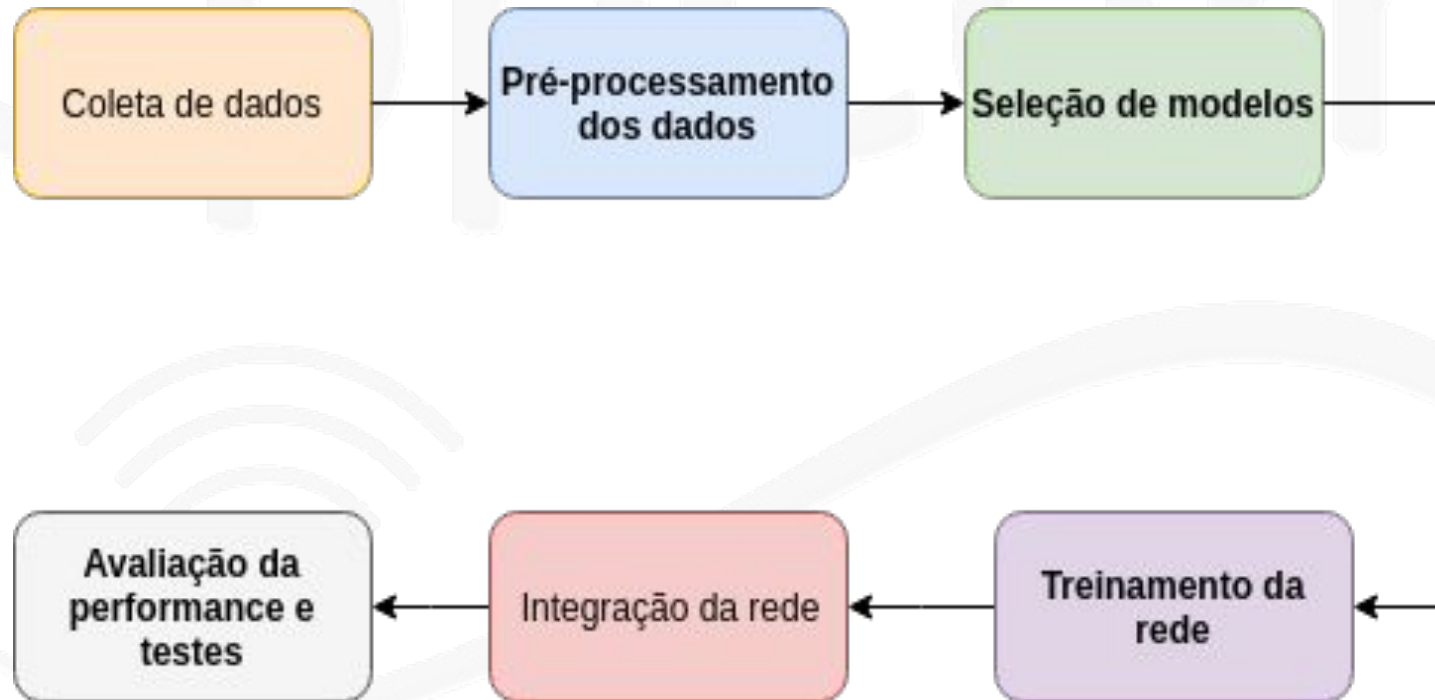 Coleta de dados
Pré-processamento
dos dados
Seleção de modelos
Treinamento da
rede
Integração da rede
Avaliação da
performance e
testes